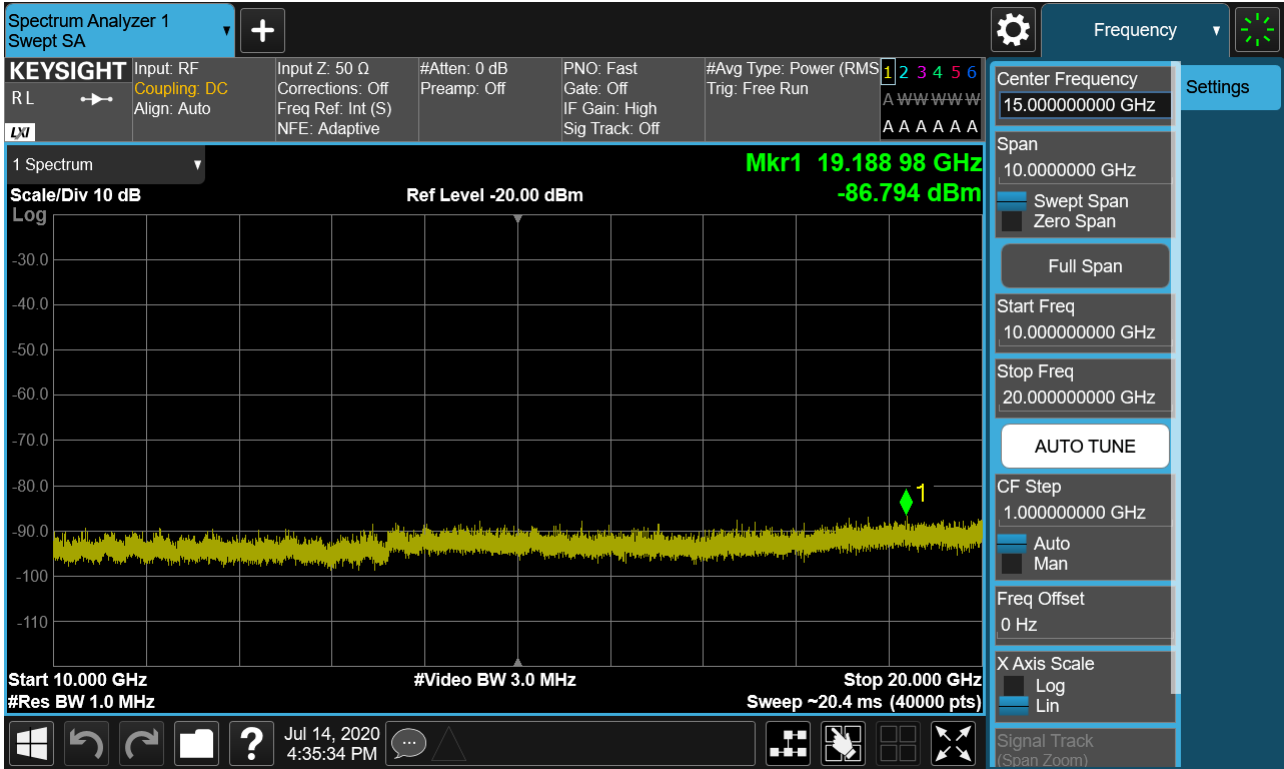 Spectrum Analyzer 1
Swept SA
Frequency
KEYSIGHT
R L
LXI
Input: RF
Coupling: DC
Align: Auto
Input Z: 50 Ω
Corrections: Off
Freq Ref: Int (S)
NFE: Adaptive
#Atten: 0 dB
Preamp: Off
PNO: Fast
Gate: Off
IF Gain: High
Sig Track: Off
#Avg Type: Power (RMS
Trig: Free Run
1 2 3 4 5 6
A W W W W W
A A A A A A
1 Spectrum
Scale/Div 10 dB
Log
Ref Level -20.00 dBm
Mkr1 19.188 98 GHz
-86.794 dBm
-30.0
-40.0
-50.0
-60.0
-70.0
-80.0
-90.0
-100
-110
1
Start 10.000 GHz
#Res BW 1.0 MHz
#Video BW 3.0 MHz
Stop 20.000 GHz
Sweep ~20.4 ms (40000 pts)
Center Frequency
15.000000000 GHz
Span
10.0000000 GHz
Swept Span
Zero Span
Full Span
Start Freq
10.000000000 GHz
Stop Freq
20.000000000 GHz
AUTO TUNE
CF Step
1.000000000 GHz
Auto
Man
Freq Offset
0 Hz
X Axis Scale
Log
Lin
Signal Track
(Span Zoom)
Settings
?
Jul 14, 2020
4:35:34 PM